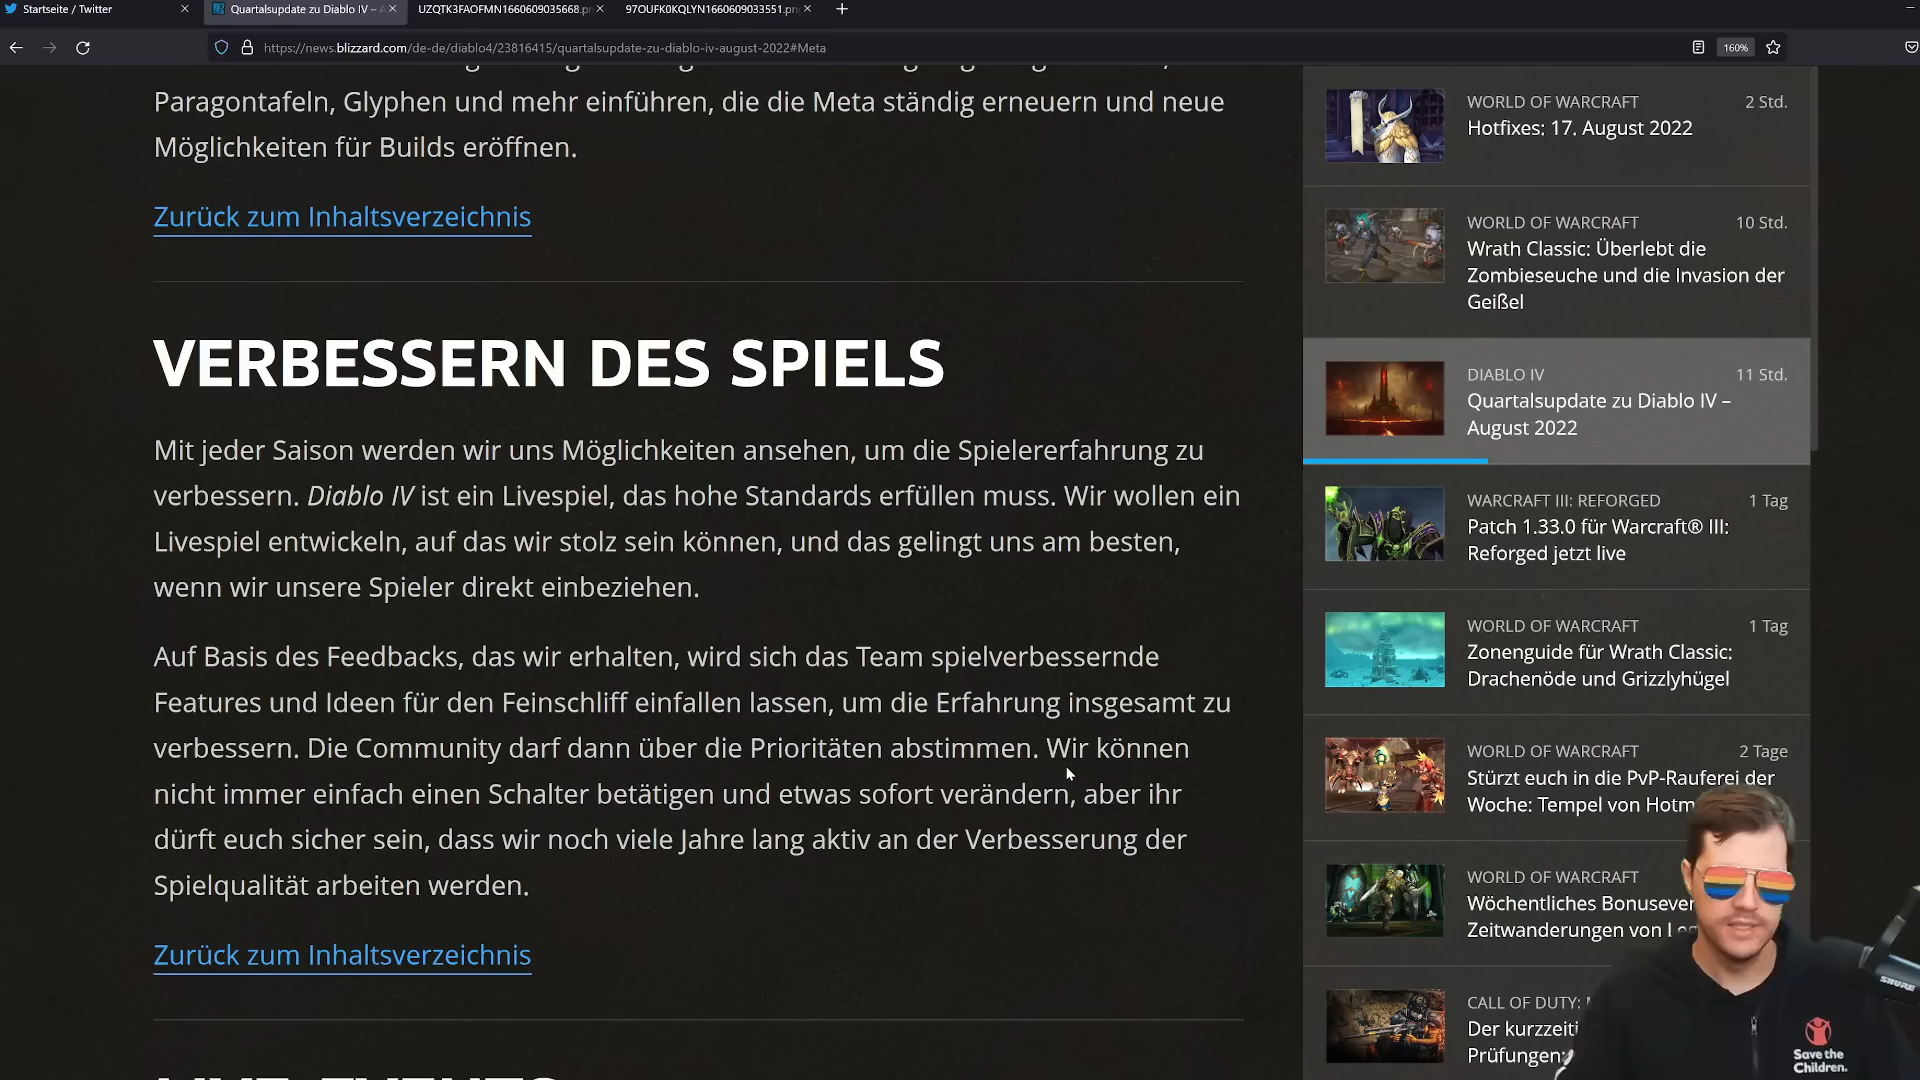 Startseite / Twitter
Quartalsupdate zu Diablo IV – A
UZQTK3FAOFMN1660609035668.p
97OUFK0KQLYN1660609033551.pn
https://news.blizzard.com/de-de/diablo4/23816415/quartalsupdate-zu-diablo-iv-august-2022#Meta
160%
Paragontafeln, Glyphen und mehr einführen, die die Meta ständig erneuern und neue
Möglichkeiten für Builds eröffnen.
Zurück zum Inhaltsverzeichnis
VERBESSERN DES SPIELS
Mit jeder Saison werden wir uns Möglichkeiten ansehen, um die Spielererfahrung zu
verbessern. Diablo IV ist ein Livespiel, das hohe Standards erfüllen muss. Wir wollen ein
Livespiel entwickeln, auf das wir stolz sein können, und das gelingt uns am besten,
wenn wir unsere Spieler direkt einbeziehen.
Auf Basis des Feedbacks, das wir erhalten, wird sich das Team spielverbessernde
Features und Ideen für den Feinschliff einfallen lassen, um die Erfahrung insgesamt zu
verbessern. Die Community darf dann über die Prioritäten abstimmen. Wir können
nicht immer einfach einen Schalter betätigen und etwas sofort verändern, aber ihr
dürft euch sicher sein, dass wir noch viele Jahre lang aktiv an der Verbesserung der
Spielqualität arbeiten werden.
Zurück zum Inhaltsverzeichnis
WORLD OF WARCRAFT 2 Std.
Hotfixes: 17. August 2022
WORLD OF WARCRAFT 10 Std.
Wrath Classic: Überlebt die
Zombieseuche und die Invasion der
Geißel
DIABLO IV 11 Std.
Quartalsupdate zu Diablo IV –
August 2022
WARCRAFT III: REFORGED 1 Tag
Patch 1.33.0 für Warcraft® III:
Reforged jetzt live
WORLD OF WARCRAFT 1 Tag
Zonenguide für Wrath Classic:
Drachenöde und Grizzlyhügel
WORLD OF WARCRAFT 2 Tage
Stürzt euch in die PvP-Rauferei der
Woche: Tempel von Hotm
WORLD OF WARCRAFT
Wöchentliches Bonuseve
Zeitwanderungen von Leg
CALL OF DUTY:
Der kurzzeiti
Prüfungen:
SHURE
Save the
Children.